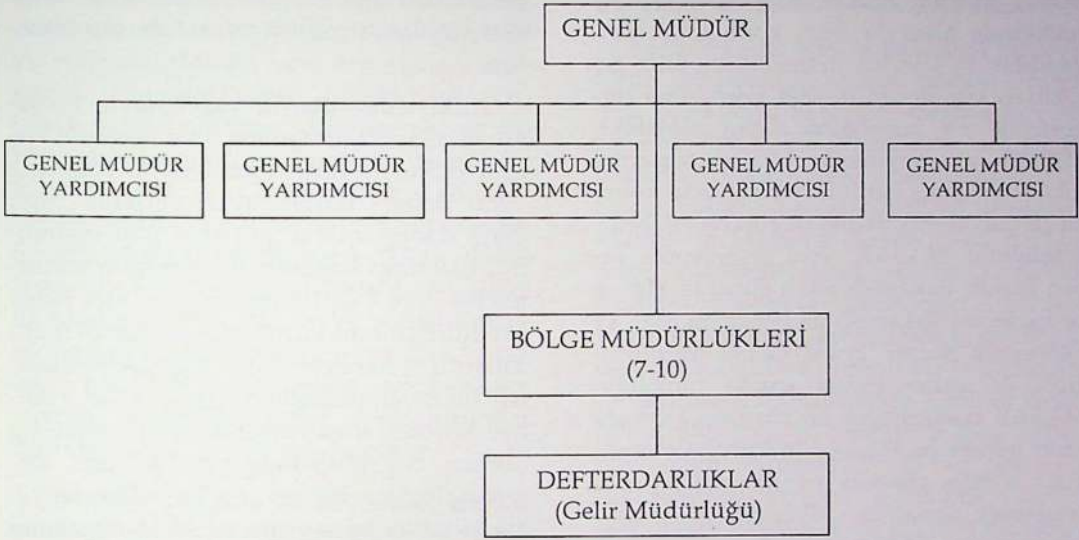 GENEL MÜDÜR
GENEL MÜDÜR
YARDIMCISI
GENEL MÜDÜR
YARDIMCISI
GENEL MÜDÜR
YARDIMCISI
GENEL MÜDÜR
YARDIMCISI
GENEL MÜDÜR
YARDIMCISI
BÖLGE MÜDÜRLÜKLERİ
(7-10)
DEFTERDARLIKLAR
(Gelir Müdürlüğü)